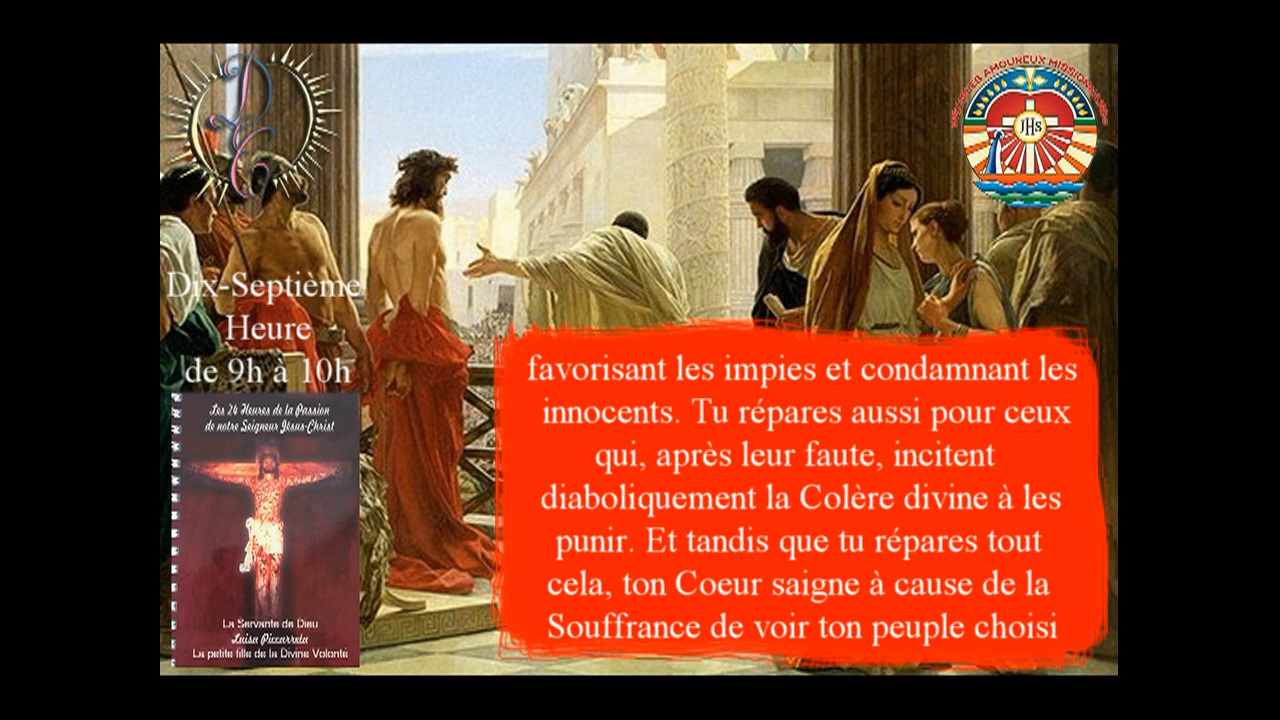 AMOUREUX
JHS
Dix-Septième
Heure
de 9h à 10h
Les 24 Heures de la Passion
de notre Seigneur Jésus-Christ
La Servante de Dieu
Luisa Piccarreta
La petite fille de la Divine Volonté
favorisant les impies et condamnant les
innocents. Tu répares aussi pour ceux
qui, après leur faute, incitent
diaboliquement la Colère divine à les
punir. Et tandis que tu répares tout
cela, ton Coeur saigne à cause de la
Souffrance de voir ton peuple choisi